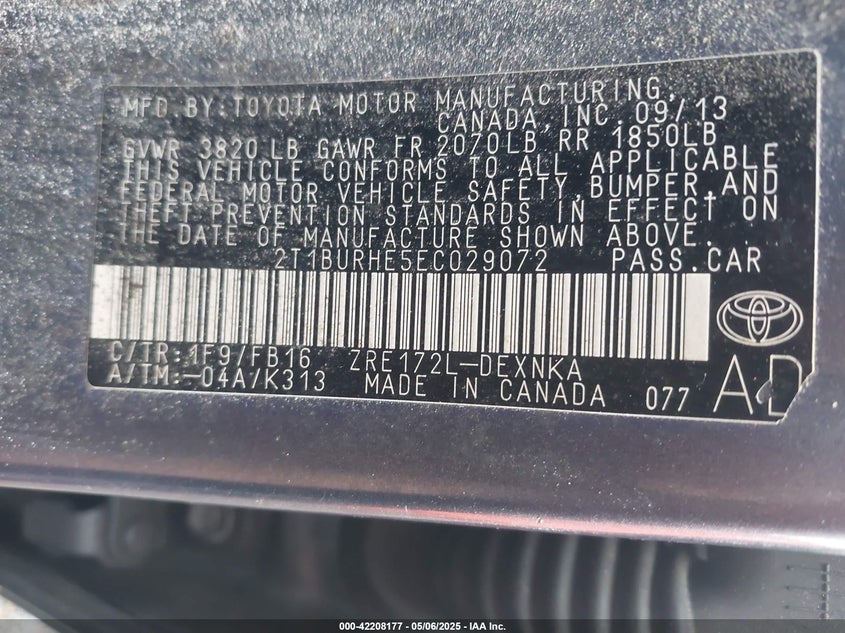 MFD.BY:TOYOTA MOTOR MANUFACTURING,
CANADA, INC. 09/13
GVWR 3820 LB GAWR FR 2070LB RR 1850LB
THIS VEHICLE CONFORMS TO ALL APPLICABLE
FEDERAL MOTOR VEHICLE SAFETY,BUMPER,AND
THEFT PREVENTION STANDARDS IN EFFECT ON
THE DATE OF MANUFACTURE SHOWN ABOVE.
2T1BURHE5EC029072 PASS.CAR
C/TR:1F9/FB16 ZRE172L-DEXNKA
A/TM:-04A/K313 MADE IN CANADA 077 AD
000-42208177 - 05/06/2025 - IAA Inc.